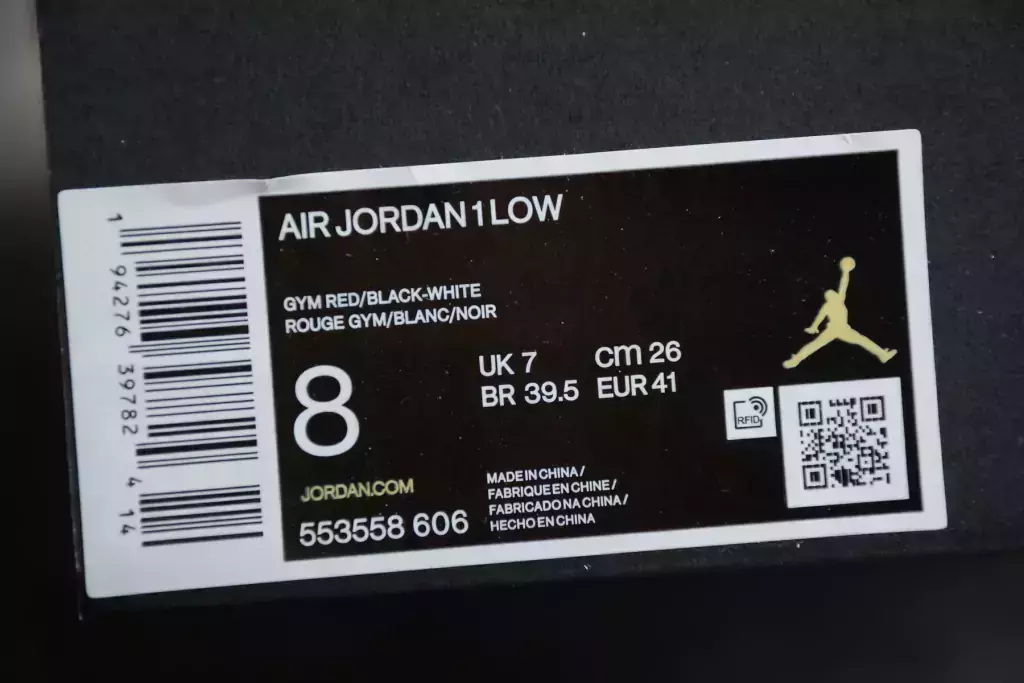 1 94276 39782 4 14
AIR JORDAN 1 LOW
GYM RED/BLACK-WHITE
ROUGE GYM/BLANC/NOIR
8
UK 7
cm 26
BR 39.5
EUR 41
RFID
JORDAN.COM
553558 606
MADE IN CHINA /
FABRIQUE EN CHINE /
FABRICADO NA CHINA /
HECHO EN CHINA